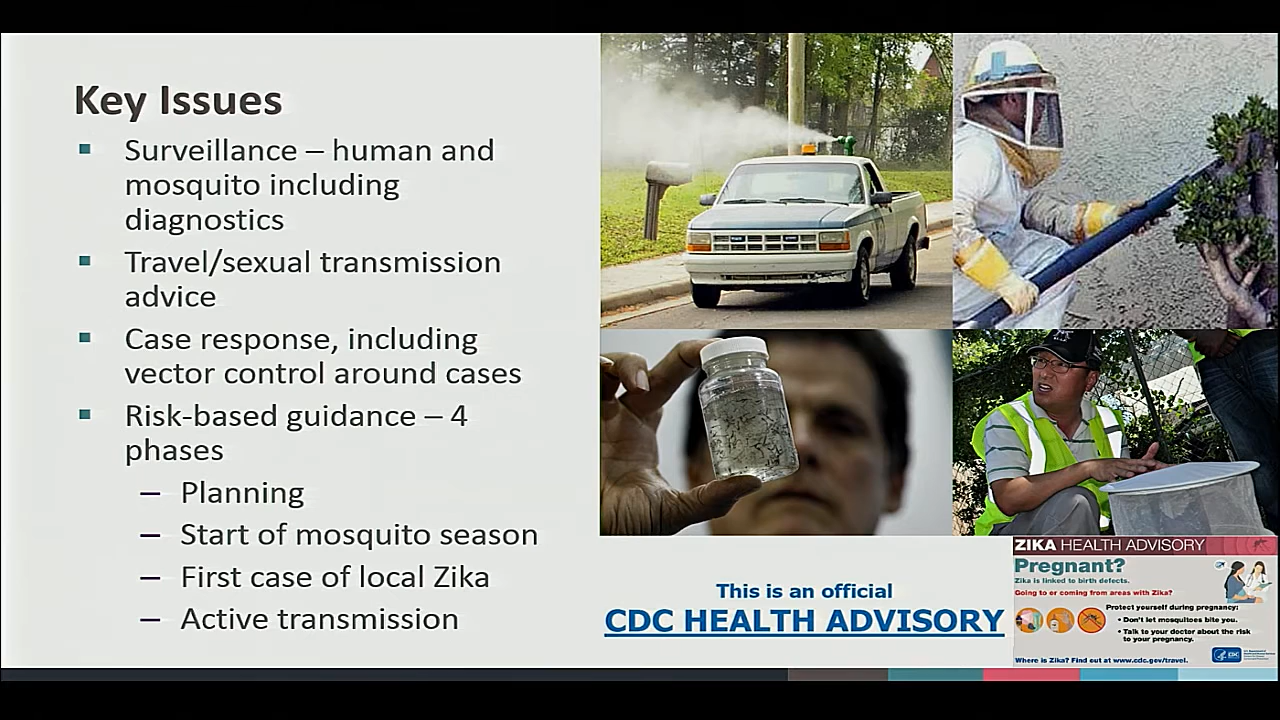 Key Issues
Surveillance – human and
mosquito including
diagnostics
Travel/sexual transmission
advice
Case response, including
vector control around cases
Risk-based guidance – 4
phases
– Planning
– Start of mosquito season
– First case of local Zika
– Active transmission
This is an official
CDC HEALTH ADVISORY
ZIKA HEALTH ADVISORY
Pregnant?
Zika is linked to birth defects.
Going to or coming from areas with Zika?
Protect yourself during pregnancy:
• Don't let mosquitoes bite you.
• Talk to your doctor about the risk
to your pregnancy.
Where is Zika? Find out at www.cdc.gov/travel.
CDC